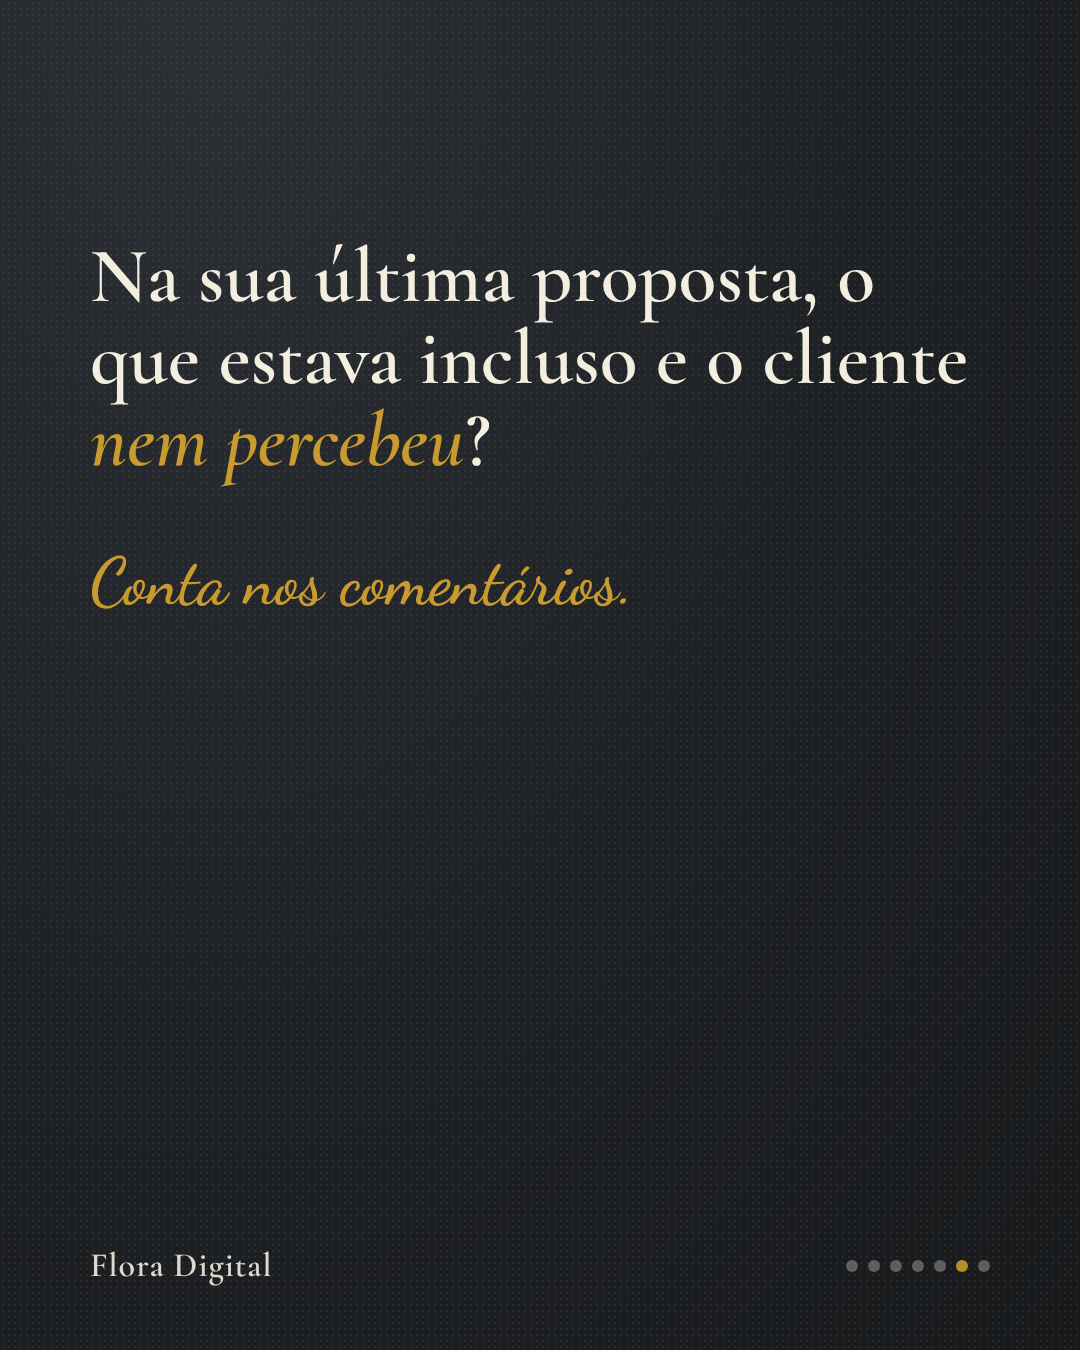 Na sua última proposta, o
que estava incluso e o cliente
nem percebeu?
Conta nos comentários.
Flora Digital